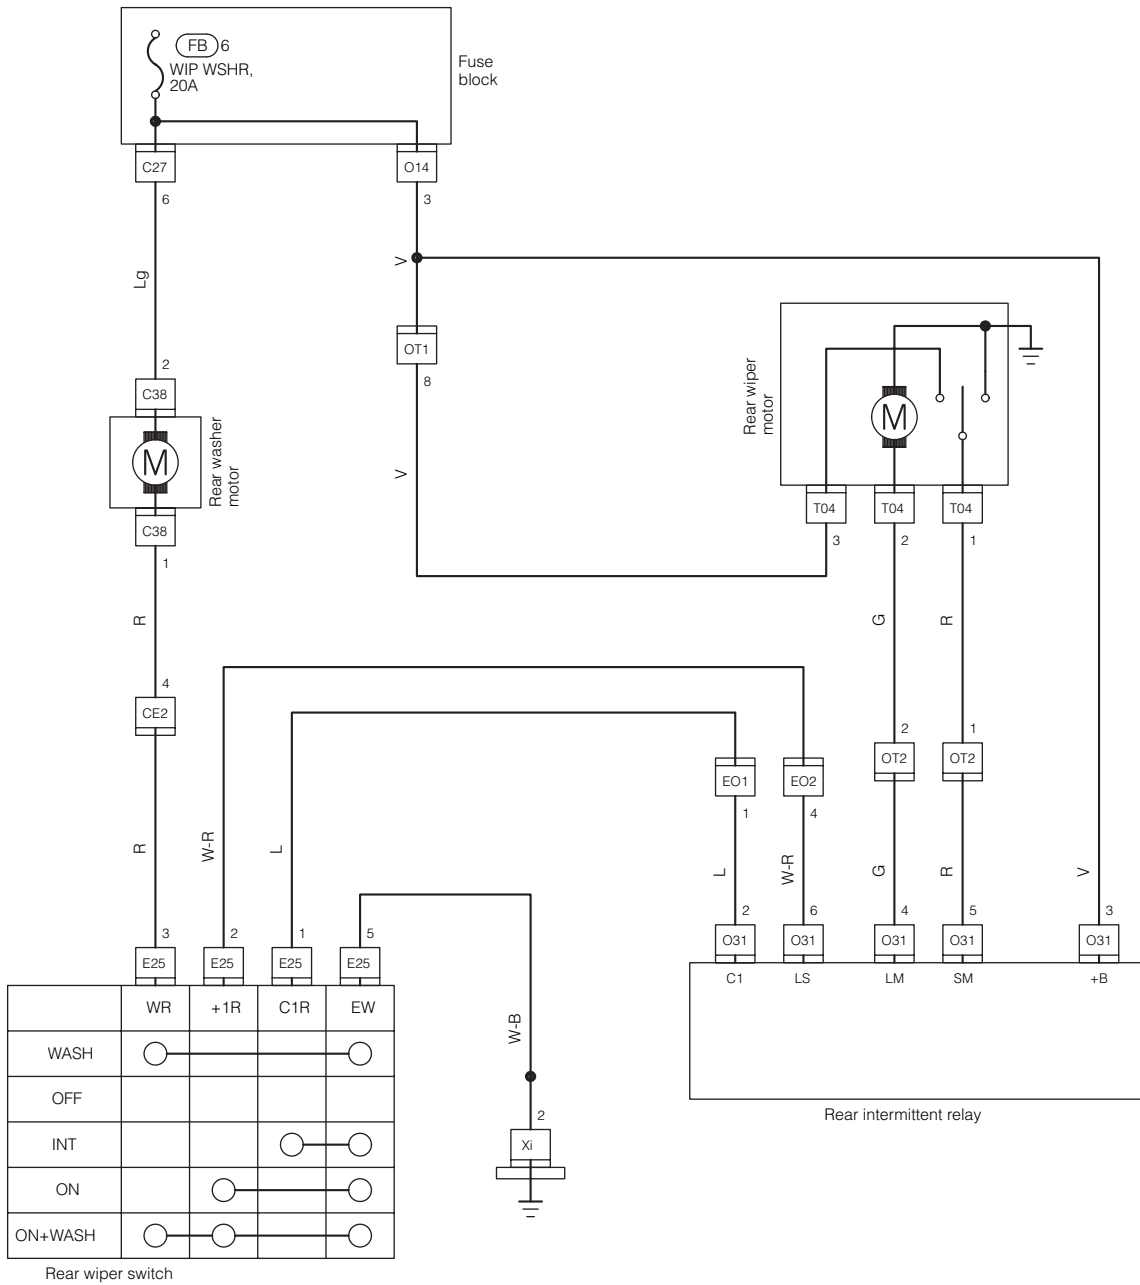 FB 6
WIP WSHR,
20A
Fuse
block
C27
O14
6
3
V
Lg
OT1
8
2
C38
M
Rear washer
motor
C38
1
V
Rear wiper
motor
M
T04
T04
T04
3
2
1
R
G
R
4
CE2
2
1
OT2
OT2
EO1
EO2
1
4
R
W-R
L
L
W-R
G
R
V
3
2
1
5
2
6
4
5
3
E25
E25
E25
E25
O31
O31
O31
O31
O31
C1
LS
LM
SM
+B
WR
+1R
C1R
EW
W-B
WASH
OFF
INT
ON
ON+WASH
2
Xi
Rear intermittent relay
Rear wiper switch